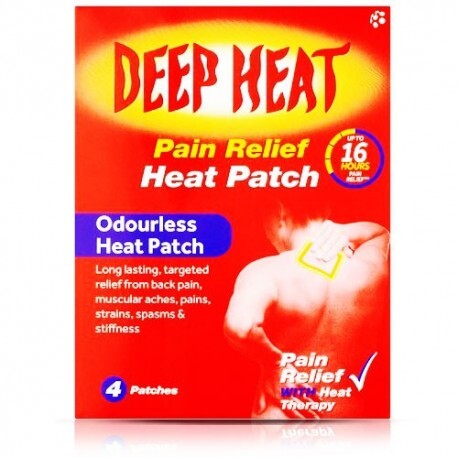 DEEP HEAT
Pain Relief
Heat Patch
UP TO
16
HOURS
PAIN
RELIEF
Odourless
Heat Patch
Long lasting, targeted
relief from back pain,
muscular aches, pains,
strains, spasms &
stiffness
4 Patches
Pain
Relief
WITH Heat
Therapy